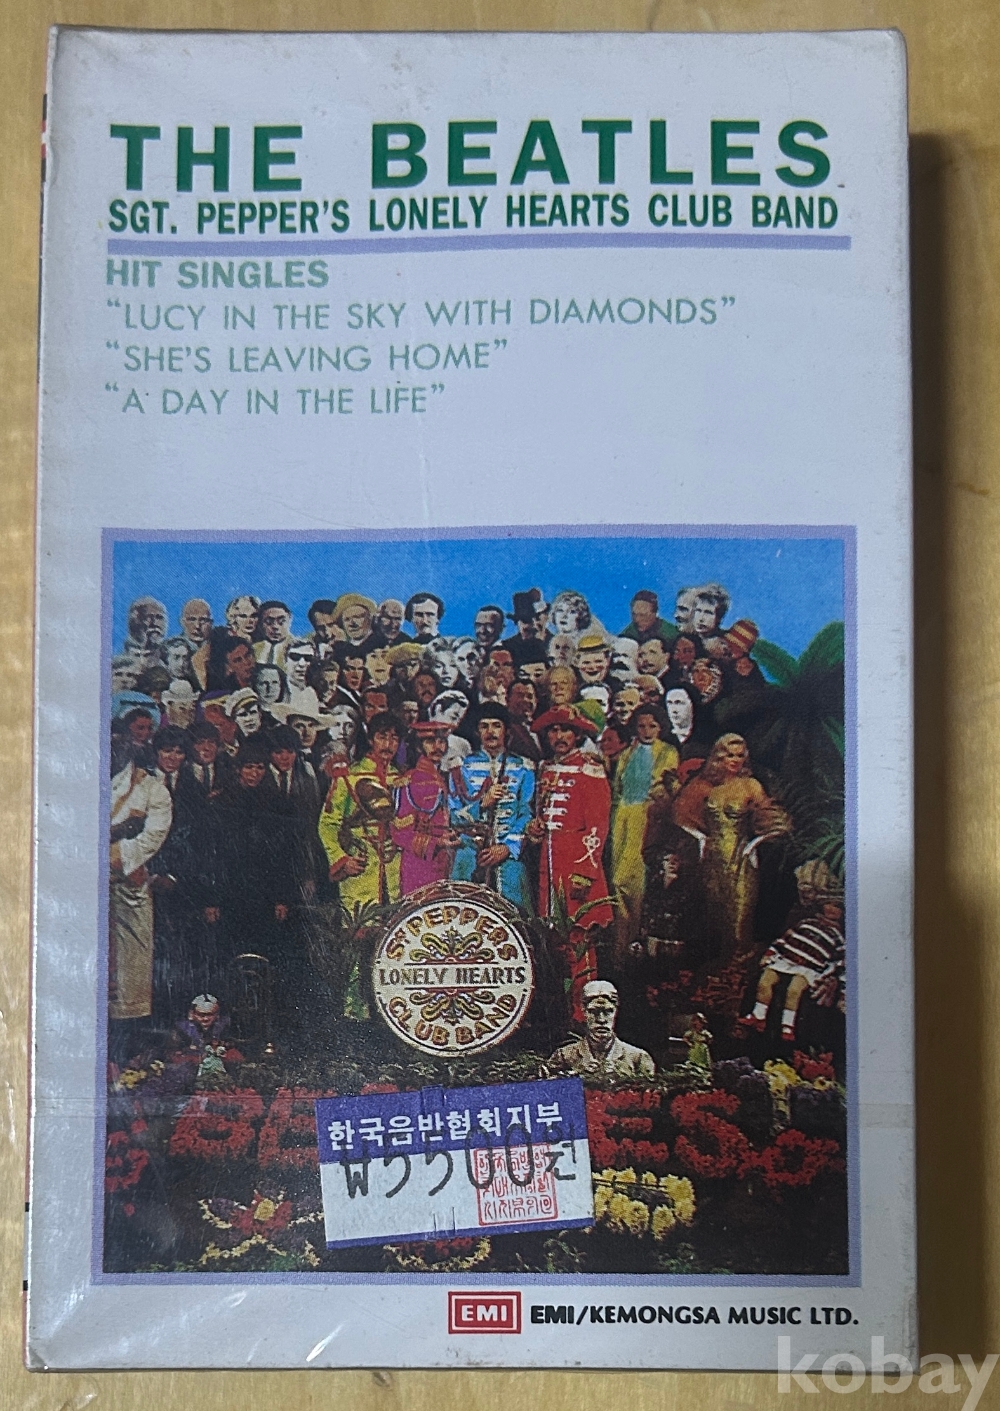 THE BEATLES
SGT. PEPPER'S LONELY HEARTS CLUB BAND
HIT SINGLES
“LUCY IN THE SKY WITH DIAMONDS”
“SHE'S LEAVING HOME”
“A DAY IN THE LIFE”
SGT PEPPERS
LONELY HEARTS
CLUB BAND
한국음반협회지부
₩5500원
EMI EMI/KEMONGSA MUSIC LTD.
kobay